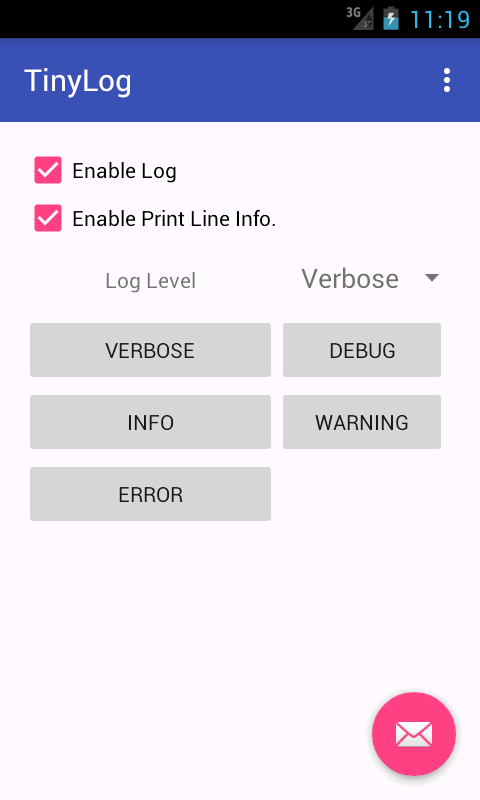 3G 11:19
TinyLog
Enable Log
Enable Print Line Info.
Log Level Verbose
VERBOSE DEBUG
INFO WARNING
ERROR